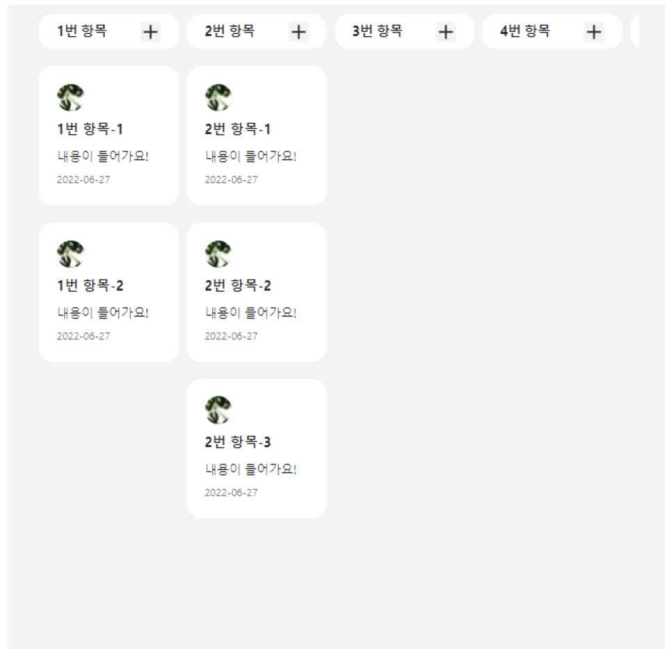 1번 항목
2번 항목
3번 항목
4번 항목
1번 항목-1
내용이 들어가요!
2022-06-27
2번 항목-1
내용이 들어가요!
2022-06-27
1번 항목-2
내용이 들어가요!
2022-06-27
2번 항목-2
내용이 들어가요!
2022-06-27
2번 항목-3
내용이 들어가요!
2022-06-27